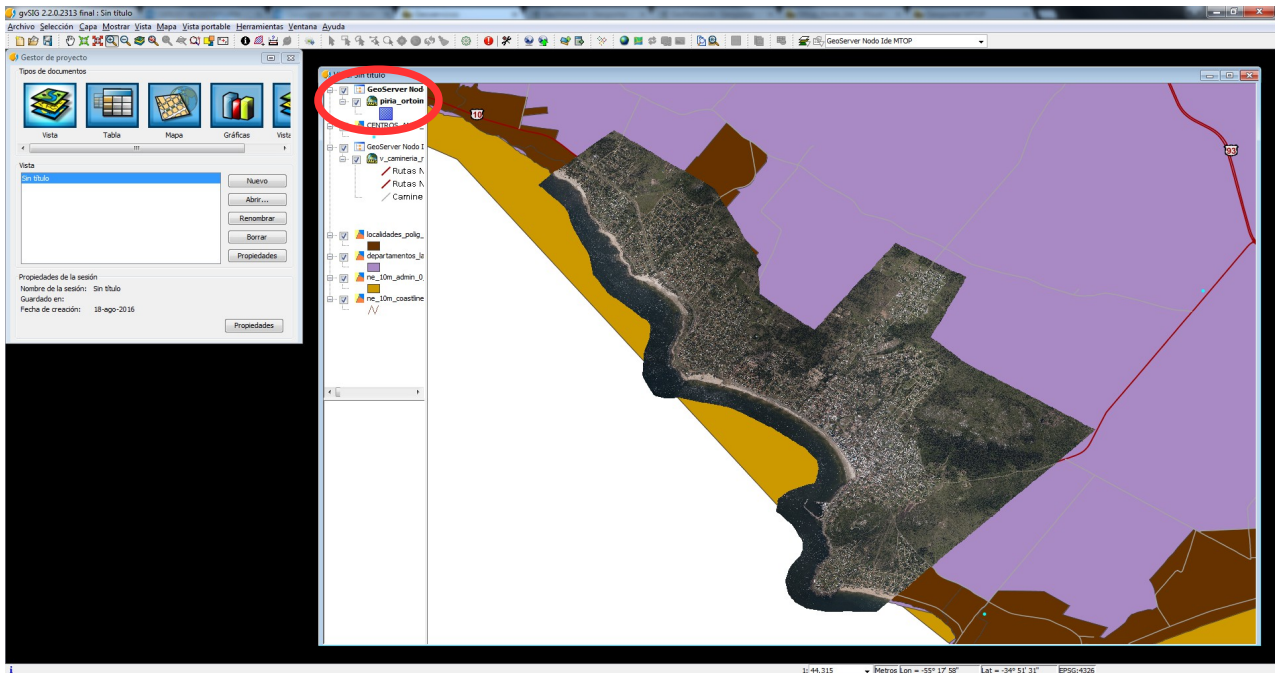 gvSIG 2.2.0.2313 final : Sin título
Archivo Selección Capa Mostrar Vista Mapa Vista portable Herramientas Ventana Ayuda
GeoServer Nodo Ide MTOP
Gestor de proyecto
Tipos de documentos
Vista
Tabla
Mapa
Gráficas
Vista
Vista
Sin título
Nuevo
Abrir...
Renombrar
Borrar
Propiedades
Propiedades de la sesión
Nombre de la sesión: Sin título
Guardado en:
Fecha de creación: 18-ago-2016
Propiedades
Sin título
GeoServer Nod
piria_ortoin
GeoServer Nodo I
v_camineria_r
Rutas N
Rutas N
Camine
localidades_polig_
departamentos_la
ne_10m_admin_0_
ne_10m_coastline
10
93
1: 44.315
Metros
Lon = -55° 17' 58"
Lat = -34° 51' 31"
EPSG:4326